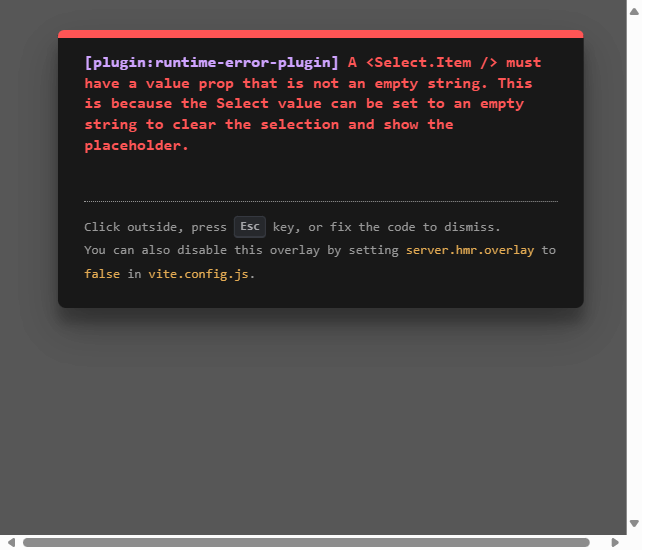 [plugin:runtime-error-plugin] A <Select.Item /> must
have a value prop that is not an empty string. This
is because the Select value can be set to an empty
string to clear the selection and show the
placeholder.
Click outside, press Esc key, or fix the code to dismiss.
You can also disable this overlay by setting server.hmr.overlay to
false in vite.config.js.